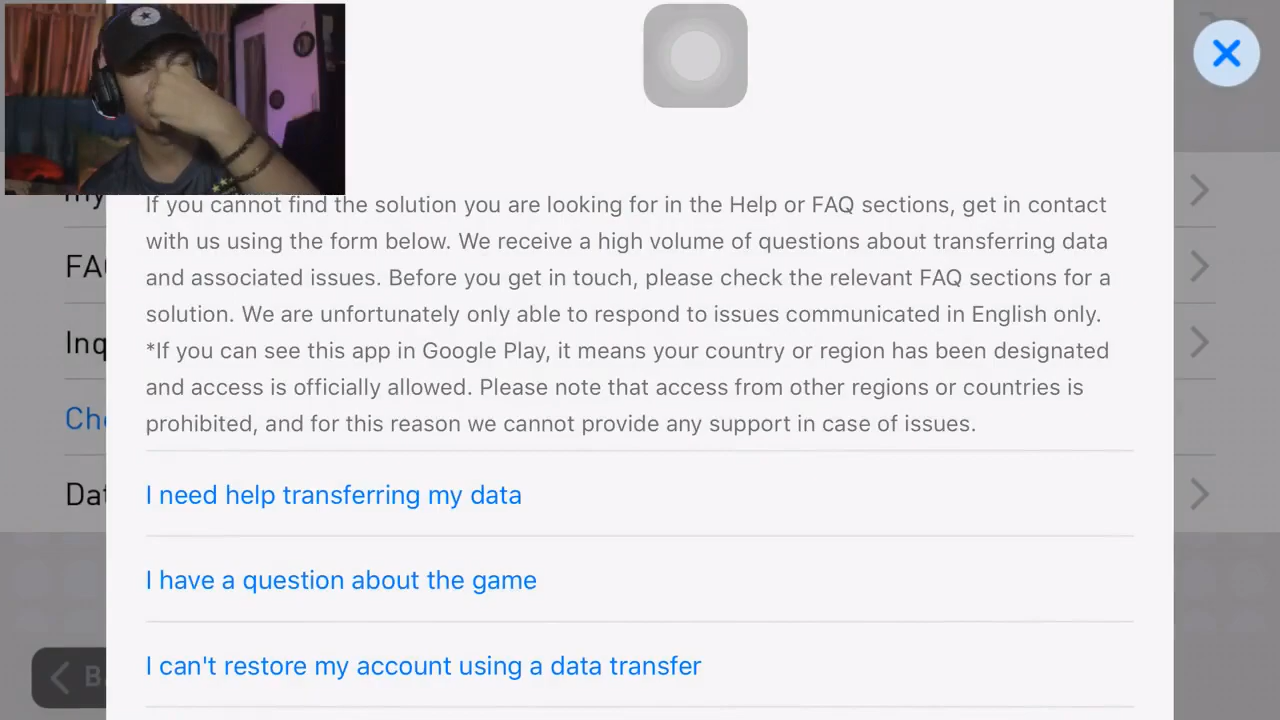 If you cannot find the solution you are looking for in the Help or FAQ sections, get in contact
with us using the form below. We receive a high volume of questions about transferring data
and associated issues. Before you get in touch, please check the relevant FAQ sections for a
solution. We are unfortunately only able to respond to issues communicated in English only.
*If you can see this app in Google Play, it means your country or region has been designated
and access is officially allowed. Please note that access from other regions or countries is
prohibited, and for this reason we cannot provide any support in case of issues.
I need help transferring my data
I have a question about the game
I can't restore my account using a data transfer